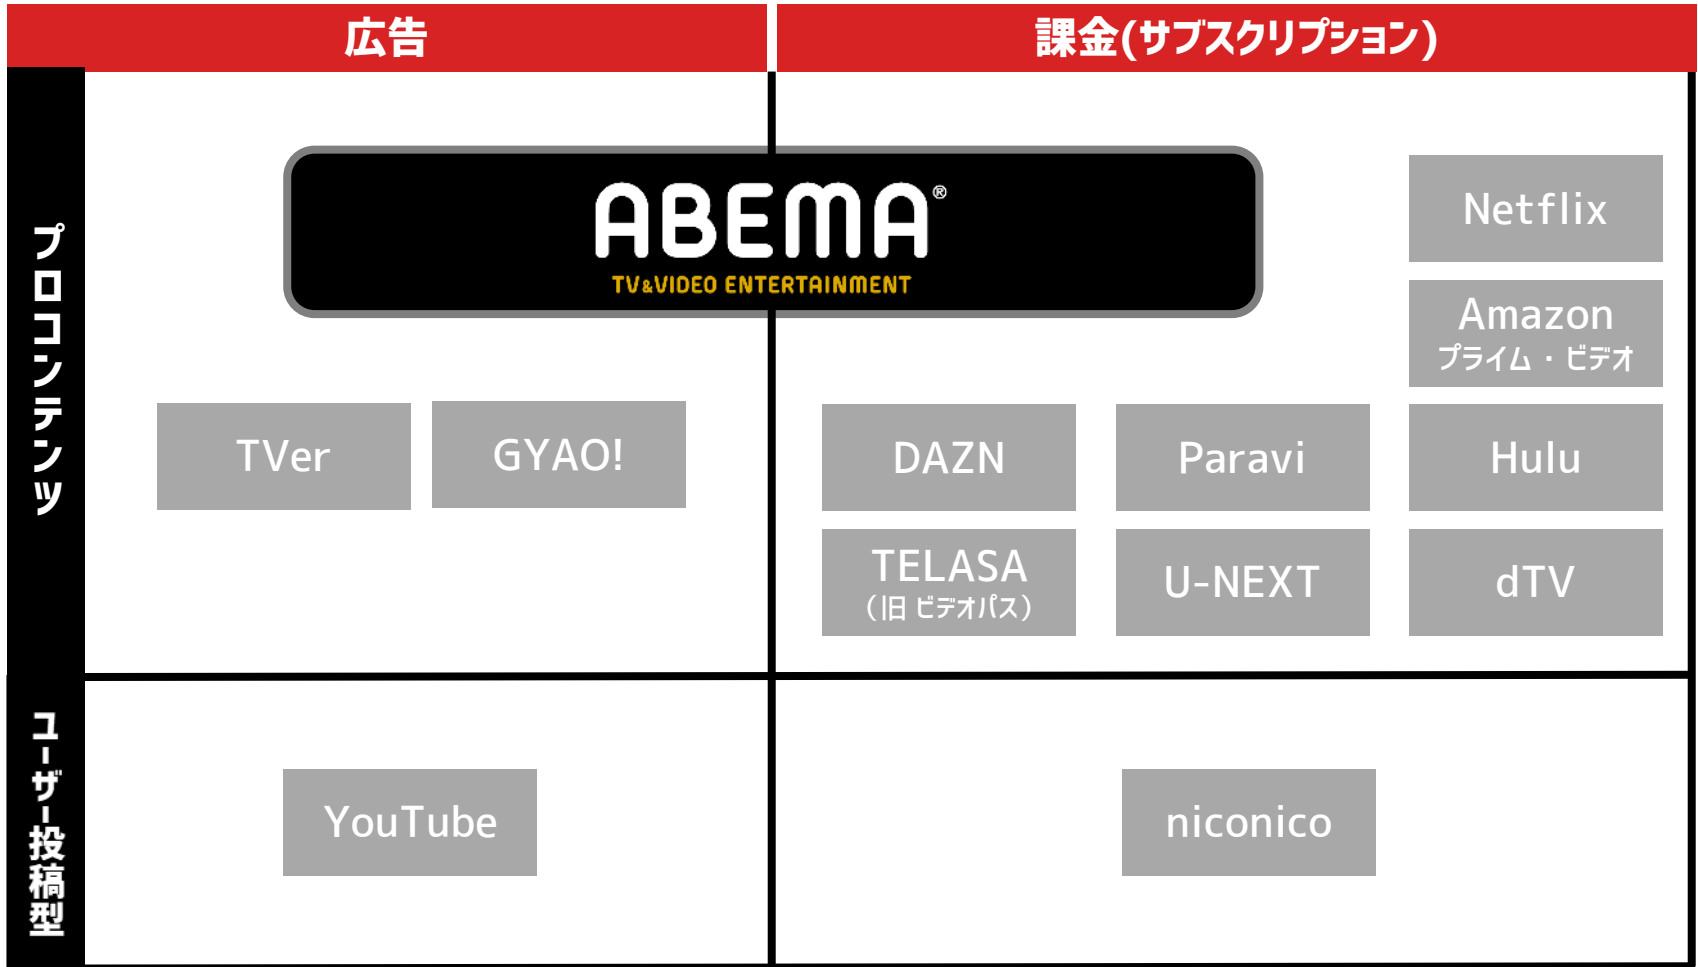 広告
課金(サブスクリプション)
プロコンテンツ
ABEMA®
TV&VIDEO ENTERTAINMENT
Netflix
Amazon
プライム・ビデオ
TVer
GYAO!
DAZN
Paravi
Hulu
TELASA
(旧 ビデオパス)
U-NEXT
dTV
ユーザー投稿型
YouTube
niconico